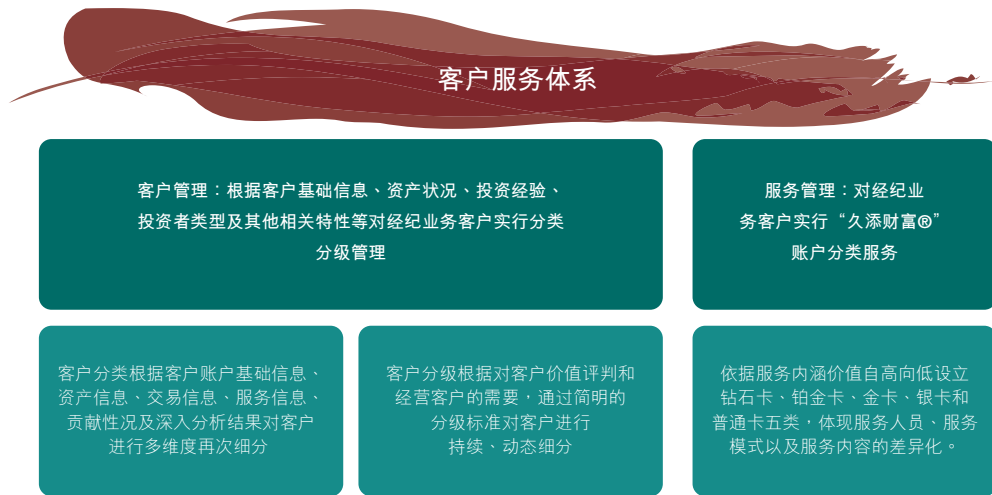 客户服务体系
客户管理：根据客户基础信息、资产状况、投资经验、
投资者类型及其他相关特性等对经纪业务客户实行分类
分级管理
服务管理：对经纪业
务客户实行“久添财富®”
账户分类服务
客户分类根据客户账户基础信息、
资产信息、交易信息、服务信息、
贡献性况及深入分析结果对客户
进行多维度再次细分
客户分级根据对客户价值评判和
经营客户的需要，通过简明的
分级标准对客户进行
持续、动态细分
依据服务内涵价值自高向低设立
钻石卡、铂金卡、金卡、银卡和
普通卡五类，体现服务人员、服务
模式以及服务内容的差异化。